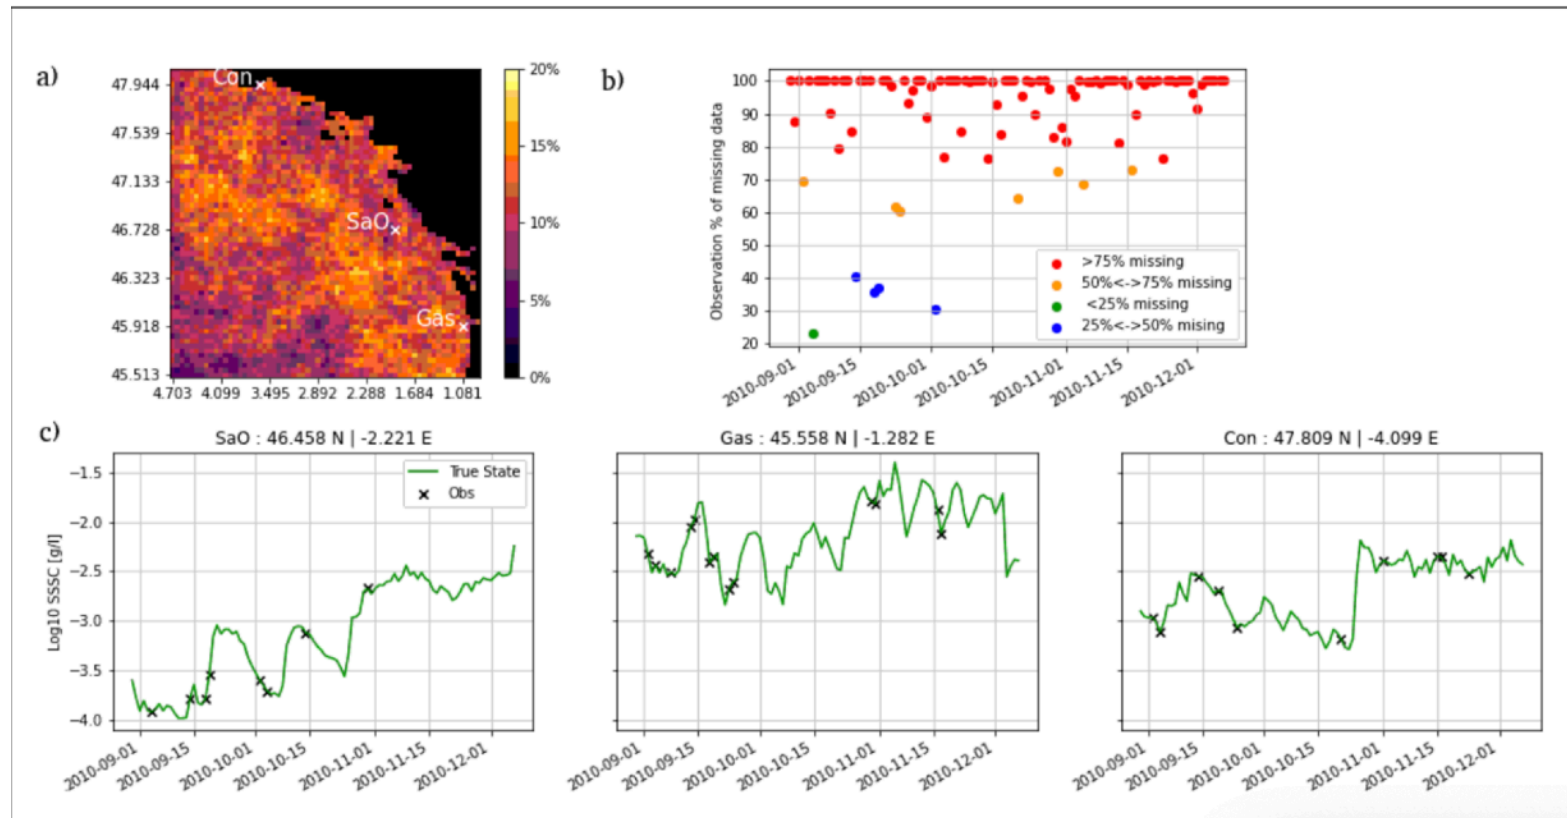 a)
Con
SaO
Gas
47.944
47.539
47.133
46.728
46.323
45.918
45.513
4.703 4.099 3.495 2.892 2.288 1.684 1.081
20%
15%
10%
5%
0%
b)
Observation % of missing data
100
90
80
70
60
50
40
30
20
>75% missing
50%<->75% missing
<25% missing
25%<->50% mising
2010-09-01 2010-09-15 2010-10-01 2010-10-15 2010-11-01 2010-11-15 2010-12-01
c)
SaO : 46.458 N | -2.221 E
Log10 SSSC [g/l]
−1.5
−2.0
−2.5
−3.0
−3.5
−4.0
True State
Obs
2010-09-01 2010-09-15 2010-10-01 2010-10-15 2010-11-01 2010-11-15 2010-12-01
Gas : 45.558 N | -1.282 E
2010-09-01 2010-09-15 2010-10-01 2010-10-15 2010-11-01 2010-11-15 2010-12-01
Con : 47.809 N | -4.099 E
2010-09-01 2010-09-15 2010-10-01 2010-10-15 2010-11-01 2010-11-15 2010-12-01